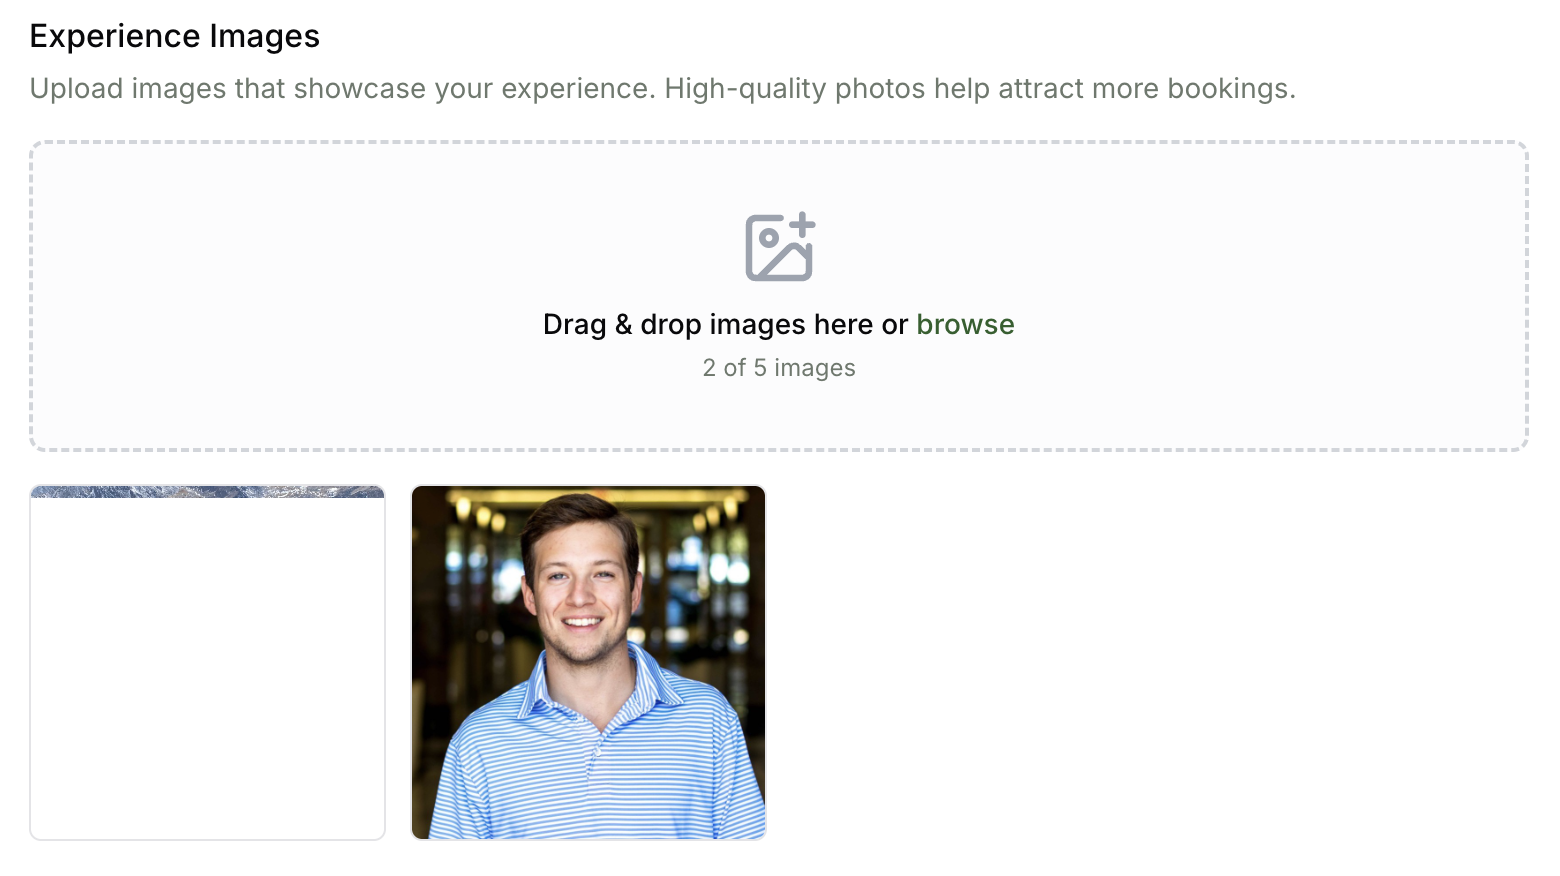 Experience Images
Upload images that showcase your experience. High-quality photos help attract more bookings.
Drag & drop images here or browse
2 of 5 images